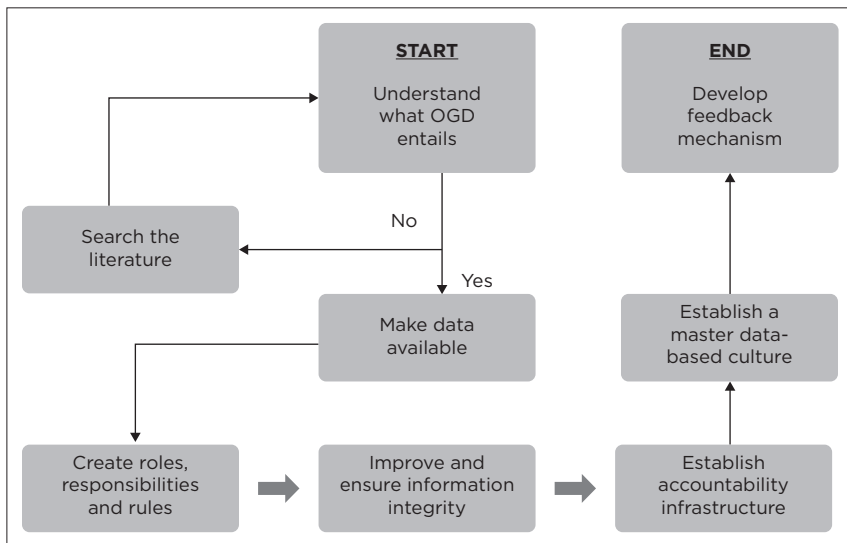 START
Understand
what OGD
entails
No
Search the
literature
Yes
Make data
available
Create roles,
responsibilities
and rules
Improve and
ensure information
integrity
Establish
accountability
infrastructure
Establish a
master data-
based culture
END
Develop
feedback
mechanism